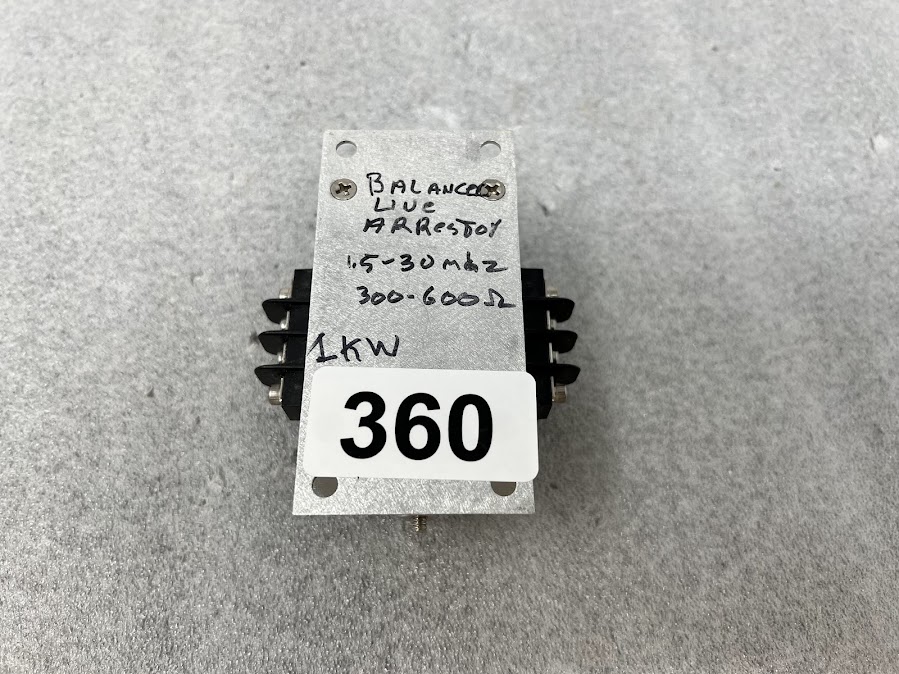 BALANCED
LINE
ARRESTOr
1.5-30 mhz
300-600Ω
1KW
360